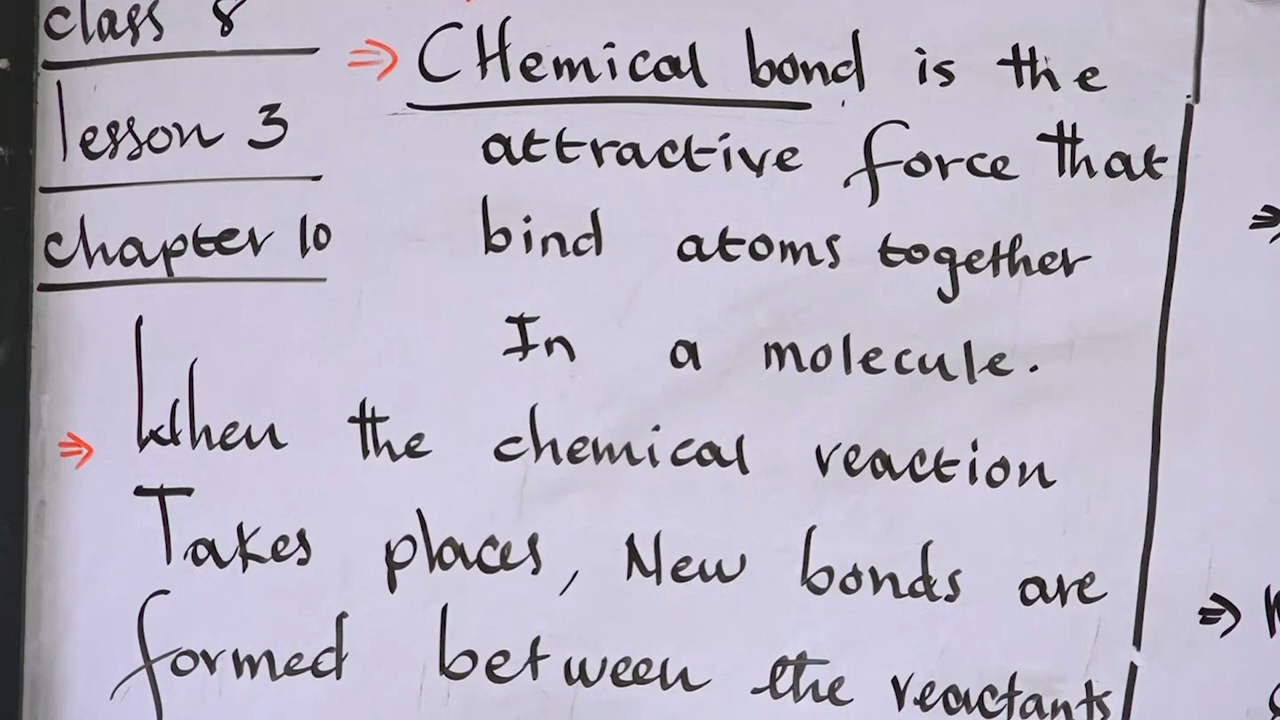 class 8
lesson 3
chapter 10
⇒ CHemical bond is the
attractive force that
bind atoms together
In a molecule.
⇒ When the chemical reaction
Takes places, New bonds are
formed between the reactants
⇒
⇒